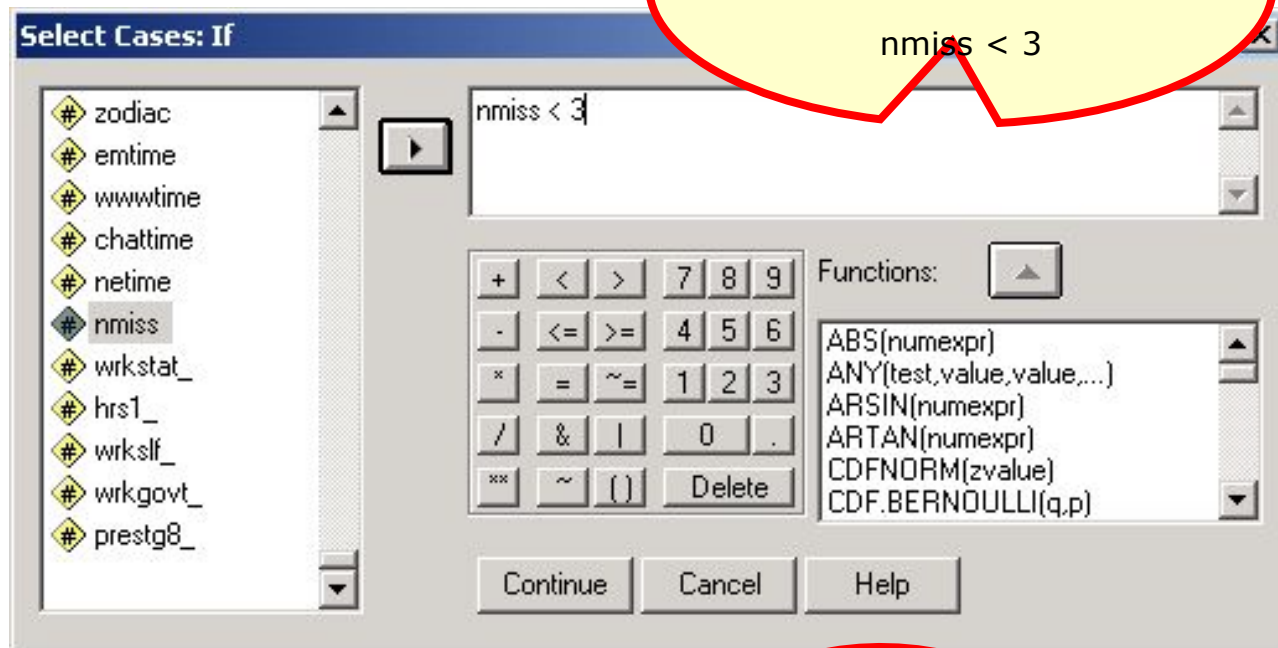 Select Cases: If
nmiss < 3
zodiac
emtime
wwwtime
chattime
netime
nmiss
wrkstat_
hrs1_
wrkslf_
wrkgovt_
prestg8_
nmiss < 3
+ < > 7 8 9
- <= >= 4 5 6
* = ~= 1 2 3
/ & | 0 .
** ~ () Delete
Functions:
ABS(numexpr)
ANY(test,value,value,...)
ARSIN(numexpr)
ARTAN(numexpr)
CDFNORM(zvalue)
CDF.BERNOULLI(q,p)
Continue Cancel Help